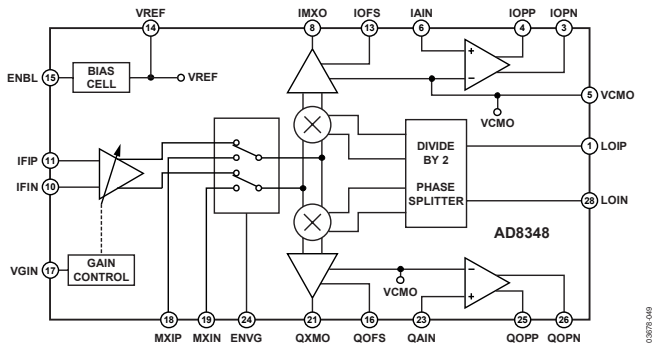 VREF IMXO IOFS IAIN IOPP IOPN
14 8 13 6 4 3
ENBL 15 BIAS CELL VREF
5 VCMO
VCMO
IFIP 11
IFIN 10
DIVIDE BY 2
PHASE SPLITTER
1 LOIP
28 LOIN
AD8348
VGIN 17 GAIN CONTROL
VCMO
18 19 24 21 16 23 25 26
MXIP MXIN ENVG QXMO QOFS QAIN QOPP QOPN
+ −
− +
03678-049